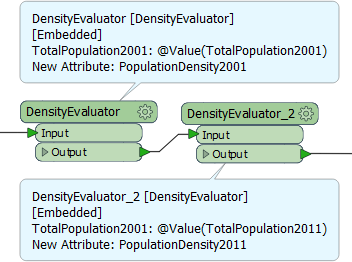 DensityEvaluator [DensityEvaluator]
[Embedded]
TotalPopulation2001: @Value(TotalPopulation2001)
New Attribute: PopulationDensity2001
DensityEvaluator
Input
Output
DensityEvaluator_2
Input
Output
DensityEvaluator_2 [DensityEvaluator]
[Embedded]
TotalPopulation2001: @Value(TotalPopulation2011)
New Attribute: PopulationDensity2011